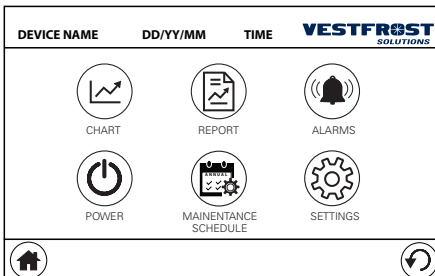 DEVICE NAME DD/YY/MM TIME VESTFROST
SOLUTIONS
CHART REPORT ALARMS
ANNUAL
POWER MAINENTANCE SETTINGS
SCHEDULE